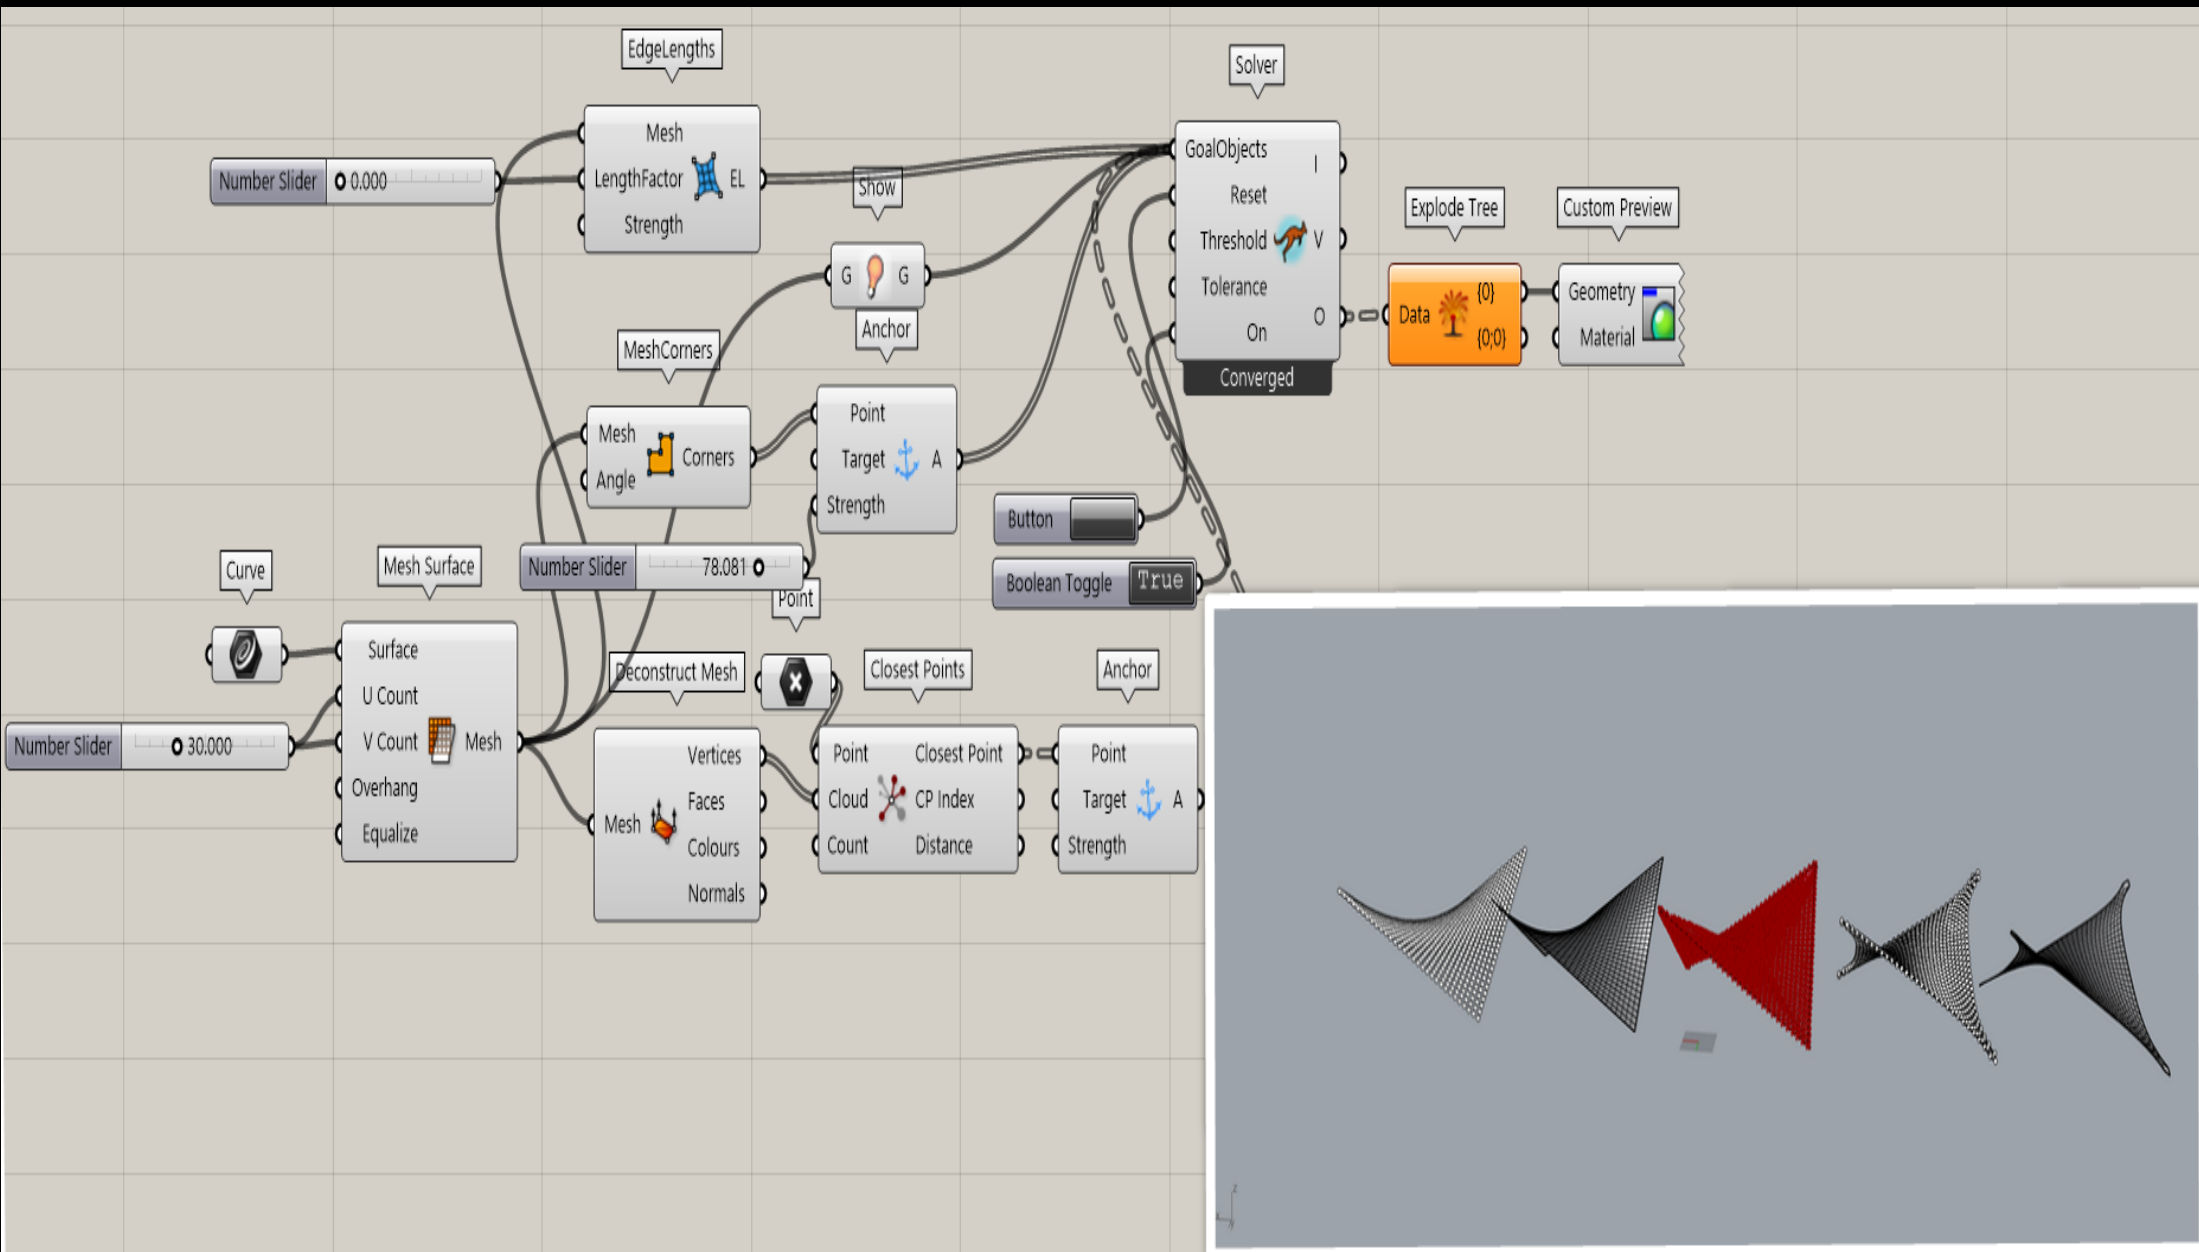 EdgeLengths
Mesh
LengthFactor
EL
Strength
Number Slider
0.000
Show
G
G
Solver
GoalObjects
I
Reset
Threshold
V
Tolerance
O
On
Converged
Explode Tree
Data
{0}
{0;0}
Custom Preview
Geometry
Material
MeshCorners
Mesh
Corners
Angle
Anchor
Point
Target
A
Strength
Button
Boolean Toggle
True
Number Slider
78.081
Curve
Mesh Surface
Surface
U Count
V Count
Mesh
Overhang
Equalize
Number Slider
30.000
Deconstruct Mesh
Vertices
Faces
Mesh
Colours
Normals
Point
Closest Points
Point
Closest Point
Cloud
CP Index
Count
Distance
Anchor
Point
Target
A
Strength